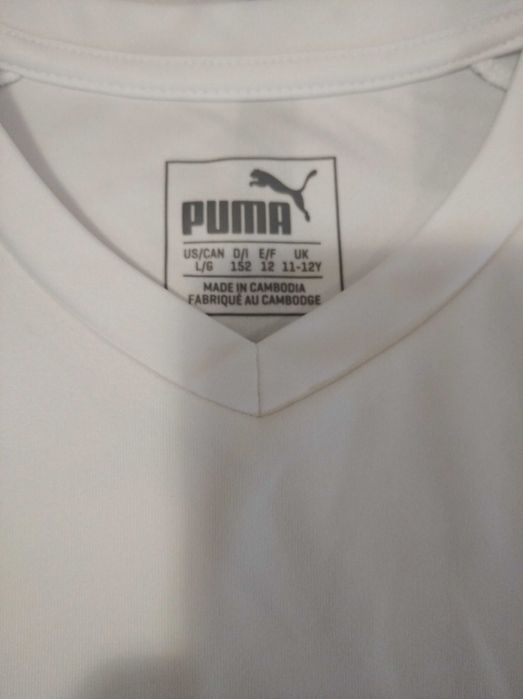 PUMA
US/CAN D/I E/F UK
L/G 152 12 11-12Y
MADE IN CAMBODIA
FABRIQUÉ AU CAMBODGE